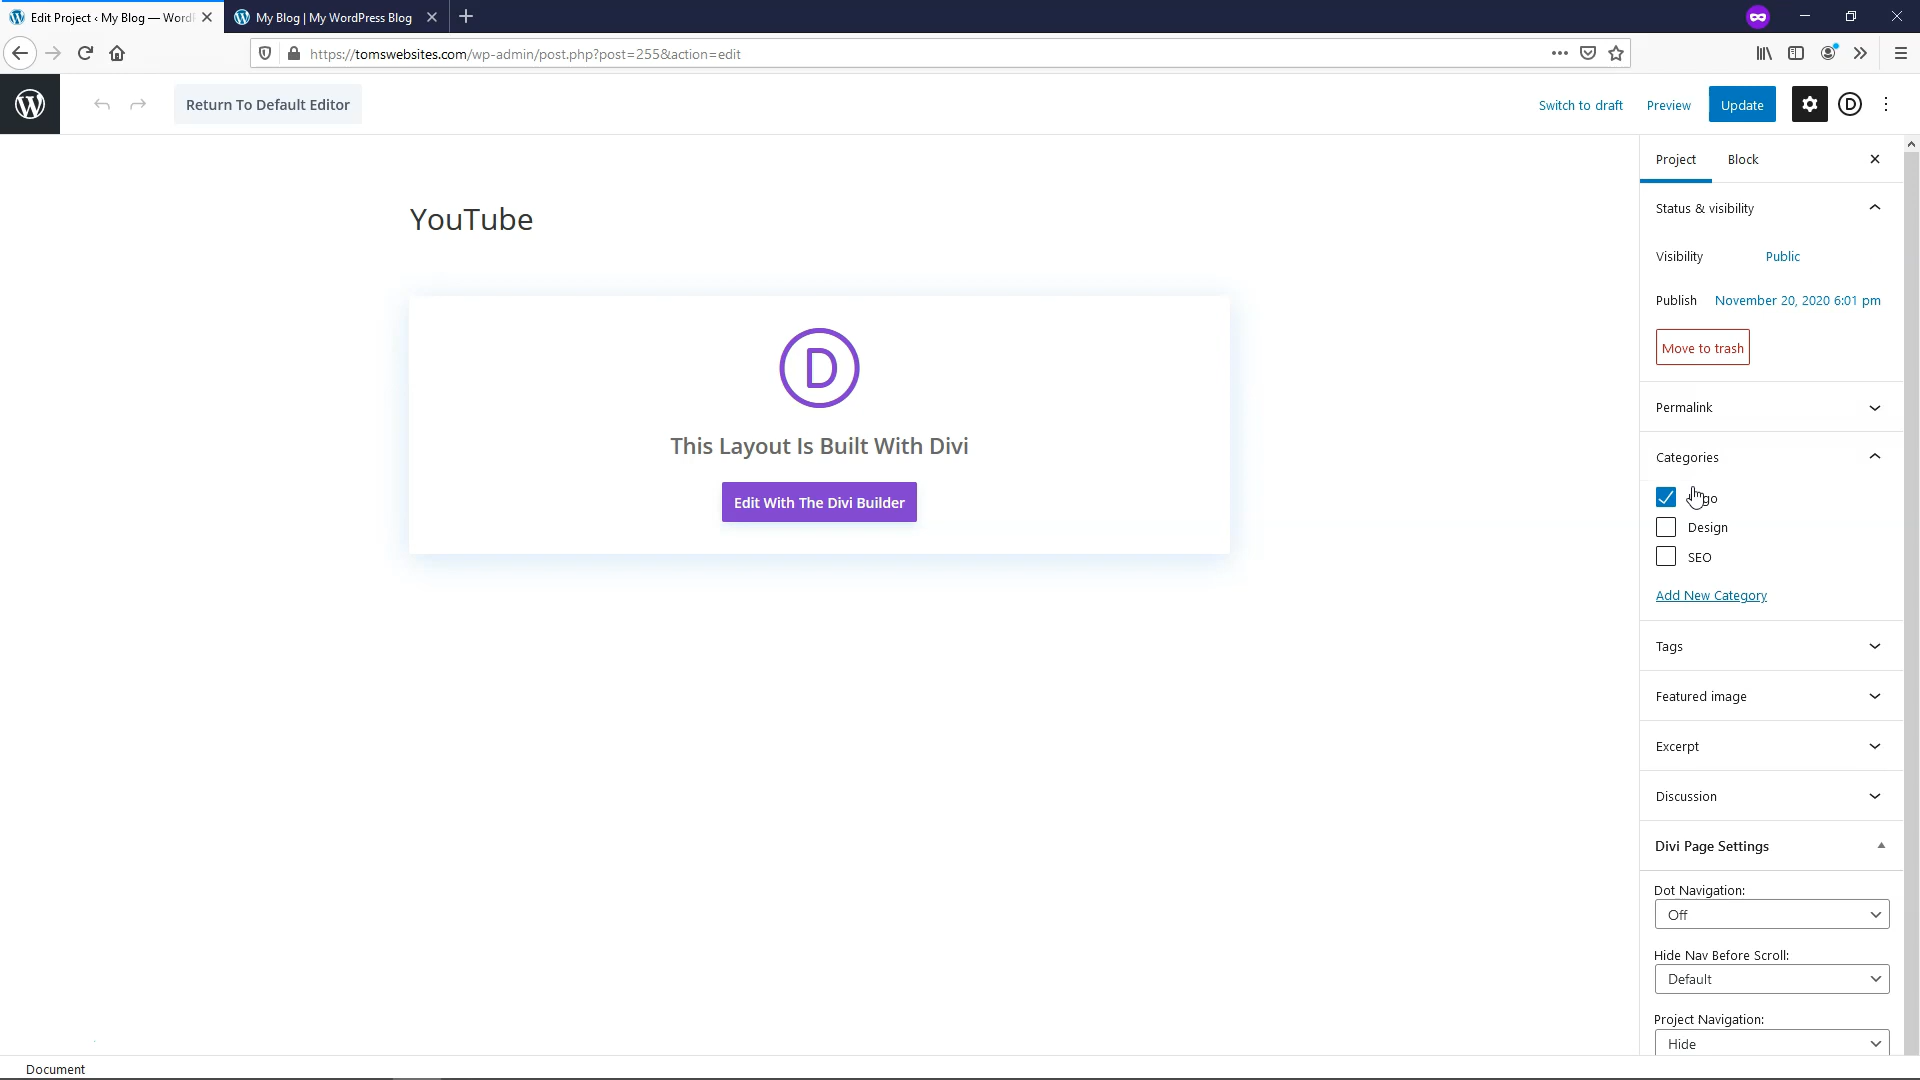 Edit Project ‹ My Blog — Word
My Blog | My WordPress Blog
https://tomswebsites.com/wp-admin/post.php?post=255&action=edit
Return To Default Editor
Switch to draft
Preview
Update
D
YouTube
D
This Layout Is Built With Divi
Edit With The Divi Builder
Project
Block
Status & visibility
Visibility
Public
Publish
November 20, 2020 6:01 pm
Move to trash
Permalink
Categories
Design
SEO
Add New Category
Tags
Featured image
Excerpt
Discussion
Divi Page Settings
Dot Navigation:
Off
Hide Nav Before Scroll:
Default
Project Navigation:
Hide
Document